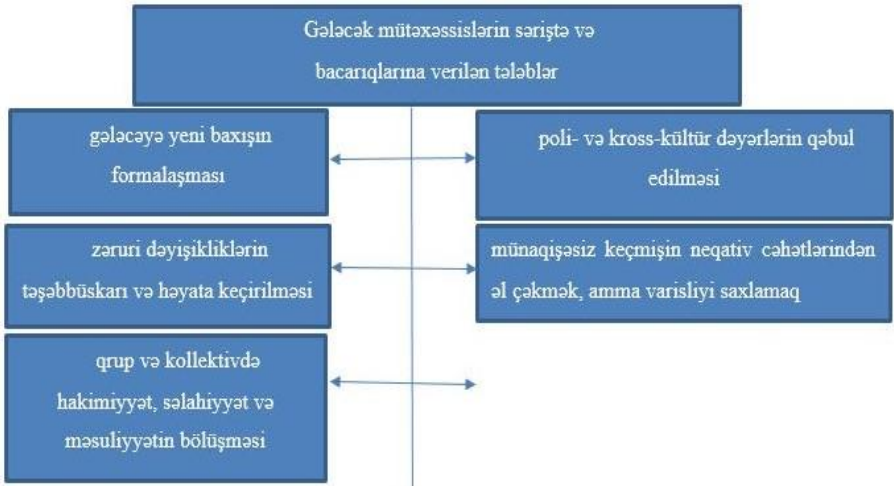 Gələcək mütəxəssislərin səriştə və
bacarıqlarına verilən tələblər
gələcəyə yeni baxışın
formalaşması
poli- və kross-kültür dəyərlərin qəbul
edilməsi
zəruri dəyişikliklərin
təşəbbüskarı və həyata keçirilməsi
münaqişəsiz keçmişin neqativ cəhətlərindən
əl çəkmək, amma varisliyi saxlamaq
qrup və kollektivdə
hakimiyyət, səlahiyyət və
məsuliyyətin bölüşməsi